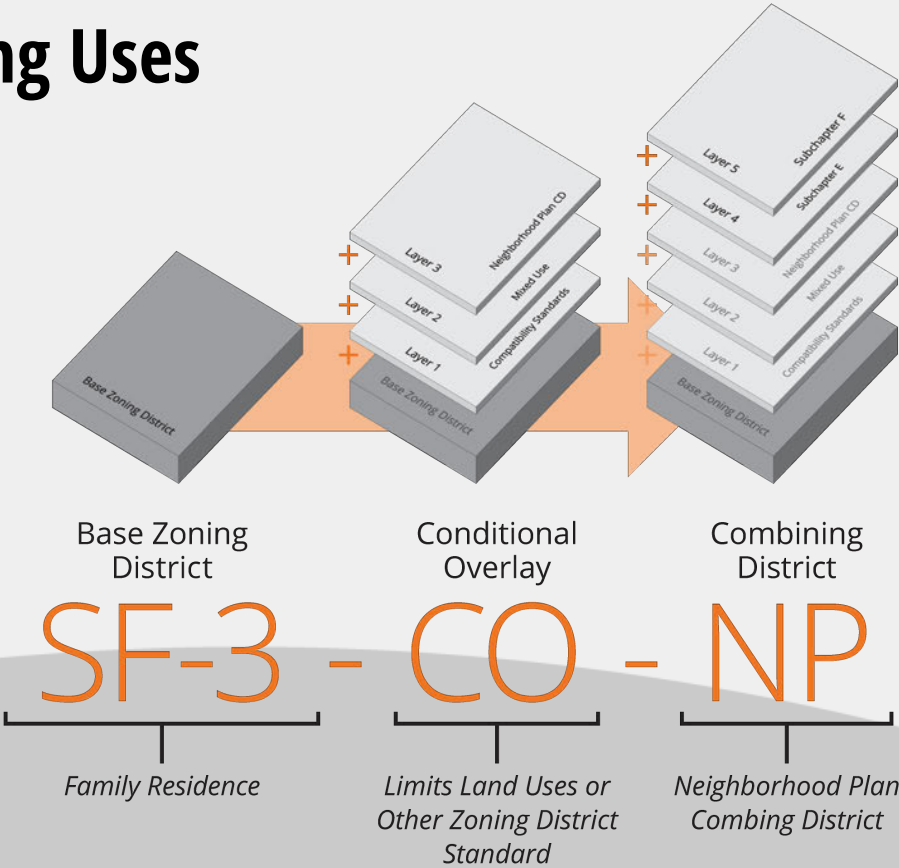 ng Uses
Base Zoning District
+
Layer 3
Neighborhood Plan CD
+
Layer 2
Mixed Use
+
Layer 1
Compatibility Standards
Base Zoning District
+
Layer 5
Subchapter F
+
Layer 4
Subchapter E
+
Layer 3
Neighborhood Plan CD
+
Layer 2
Mixed Use
+
Layer 1
Compatibility Standards
Base Zoning District
Base Zoning
District
Conditional
Overlay
Combining
District
SF-3 - CO - NP
Family Residence
Limits Land Uses or
Other Zoning District
Standard
Neighborhood Plan
Combing District